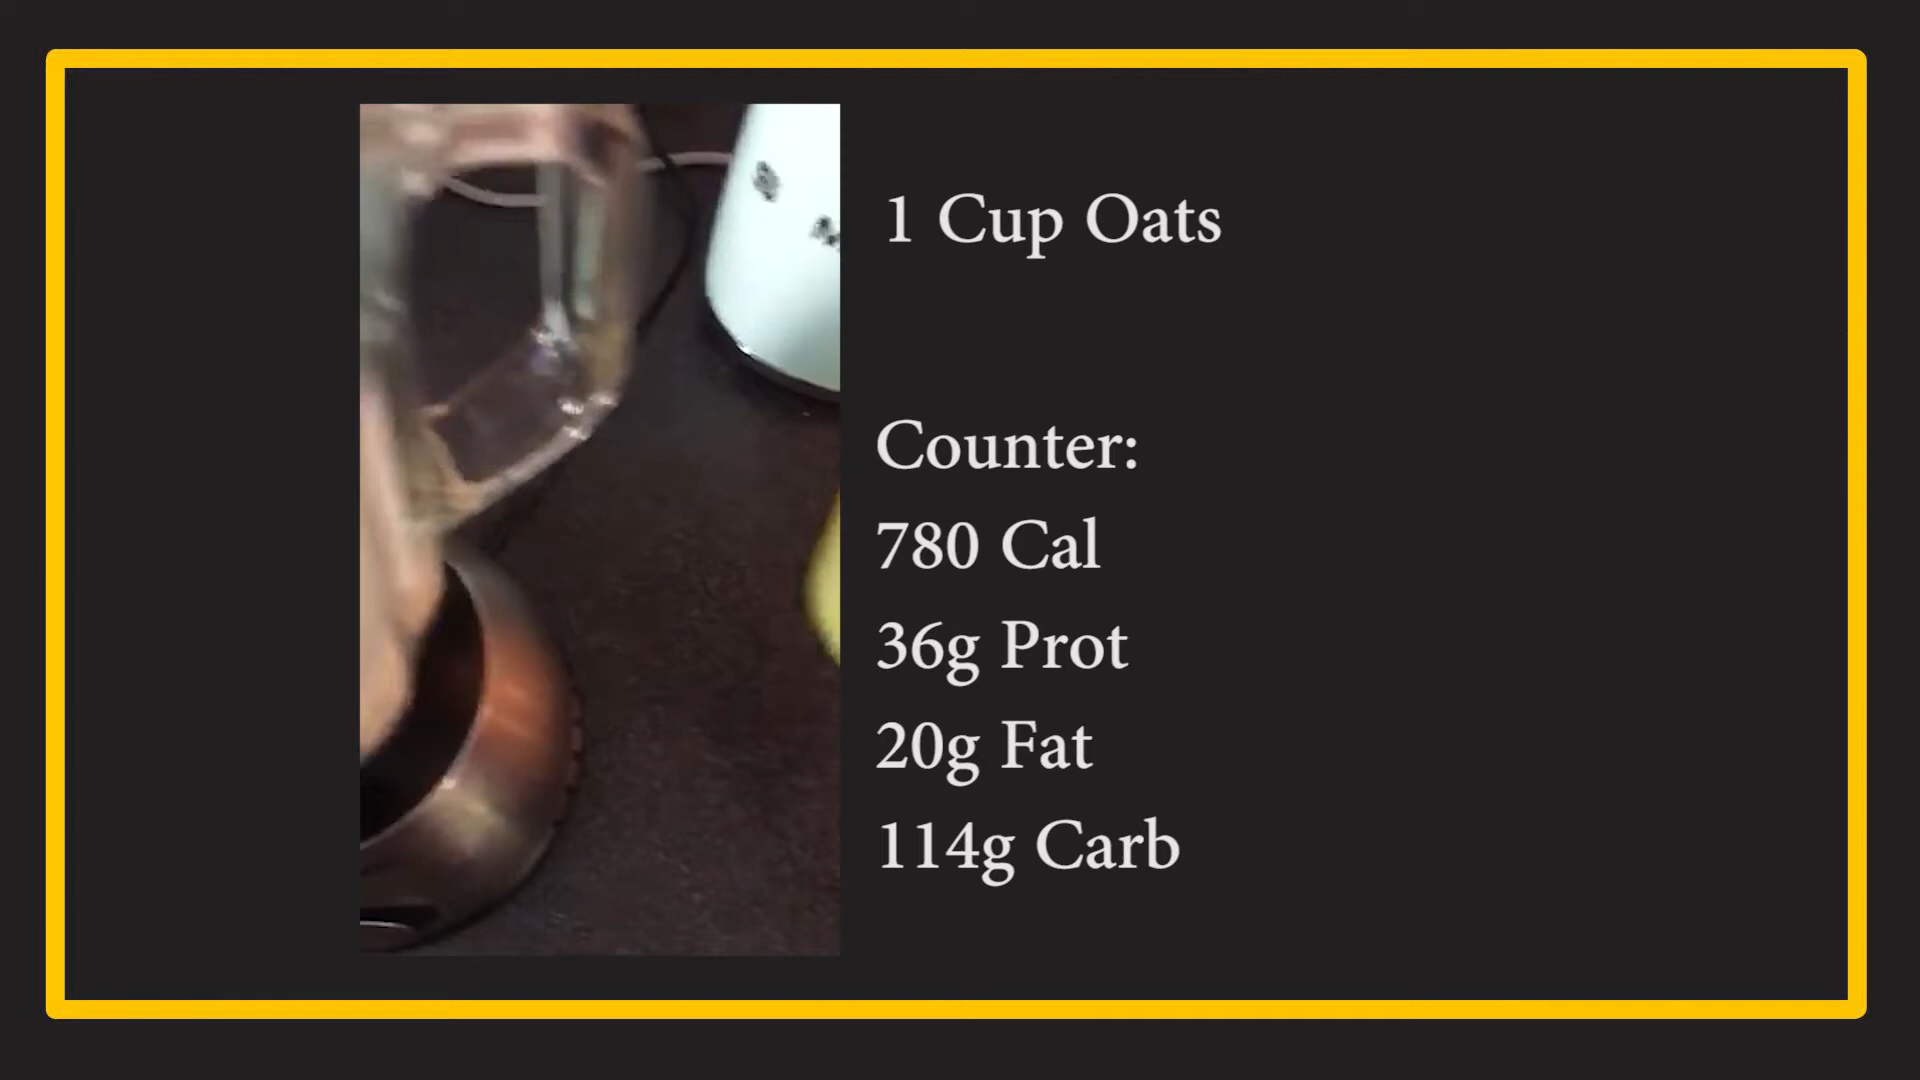 1 Cup Oats
Counter:
780 Cal
36g Prot
20g Fat
114g Carb